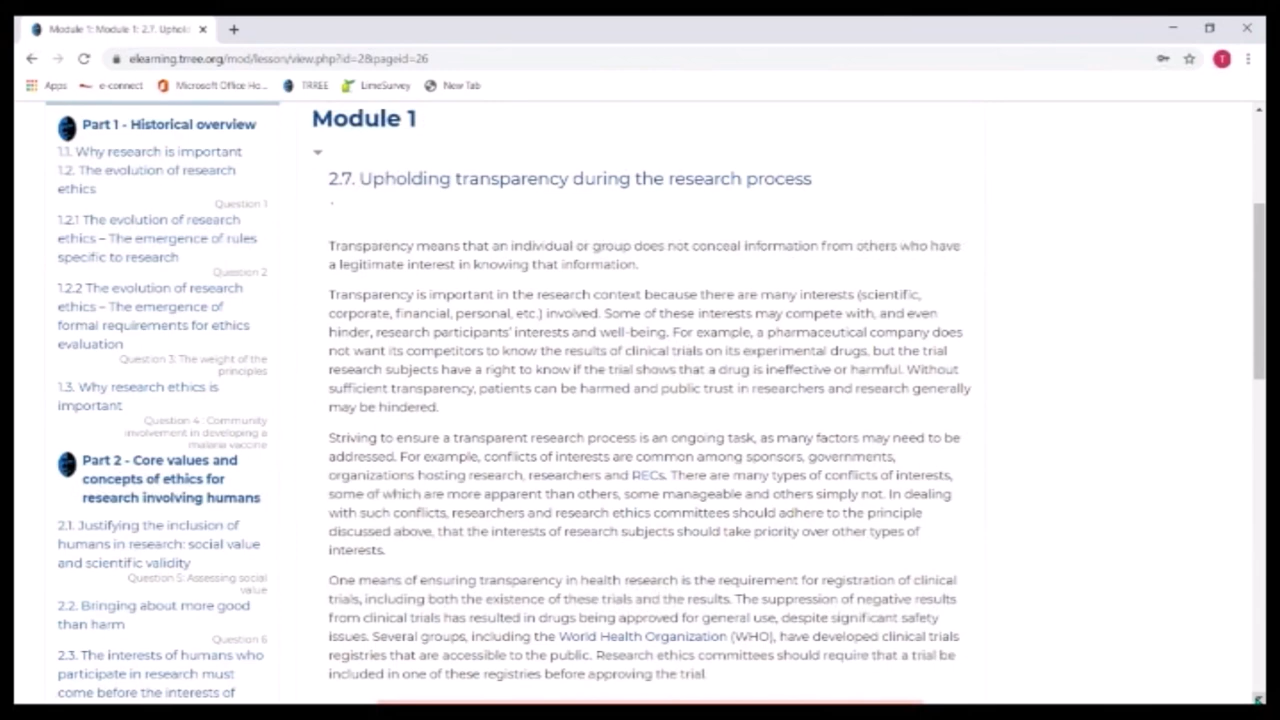 Module 1: Module 1: 2.7. Uphol
elearning.trree.org/mod/lesson/view.php?id=2&pageid=26
T
Apps
e-connect
Microsoft Office Ho...
TRREE
LimeSurvey
New Tab
Part 1 - Historical overview
1.1. Why research is important
1.2. The evolution of research
ethics
Question 1
1.2.1 The evolution of research
ethics – The emergence of rules
specific to research
Question 2
1.2.2 The evolution of research
ethics – The emergence of
formal requirements for ethics
evaluation
Question 3: The weight of the
principles
1.3. Why research ethics is
important
Question 4 : Community
involvement in developing a
malaria vaccine
Part 2 - Core values and
concepts of ethics for
research involving humans
2.1. Justifying the inclusion of
humans in research: social value
and scientific validity
Question 5: Assessing social
value
2.2. Bringing about more good
than harm
Question 6
2.3. The interests of humans who
participate in research must
come before the interests of
Module 1
2.7. Upholding transparency during the research process
.
Transparency means that an individual or group does not conceal information from others who have
a legitimate interest in knowing that information.
Transparency is important in the research context because there are many interests (scientific,
corporate, financial, personal, etc.) involved. Some of these interests may compete with, and even
hinder, research participants' interests and well-being. For example, a pharmaceutical company does
not want its competitors to know the results of clinical trials on its experimental drugs, but the trial
research subjects have a right to know if the trial shows that a drug is ineffective or harmful. Without
sufficient transparency, patients can be harmed and public trust in researchers and research generally
may be hindered.
Striving to ensure a transparent research process is an ongoing task, as many factors may need to be
addressed. For example, conflicts of interests are common among sponsors, governments,
organizations hosting research, researchers and RECs. There are many types of conflicts of interests,
some of which are more apparent than others, some manageable and others simply not. In dealing
with such conflicts, researchers and research ethics committees should adhere to the principle
discussed above, that the interests of research subjects should take priority over other types of
interests.
One means of ensuring transparency in health research is the requirement for registration of clinical
trials, including both the existence of these trials and the results. The suppression of negative results
from clinical trials has resulted in drugs being approved for general use, despite significant safety
issues. Several groups, including the World Health Organization (WHO), have developed clinical trials
registries that are accessible to the public. Research ethics committees should require that a trial be
included in one of these registries before approving the trial.